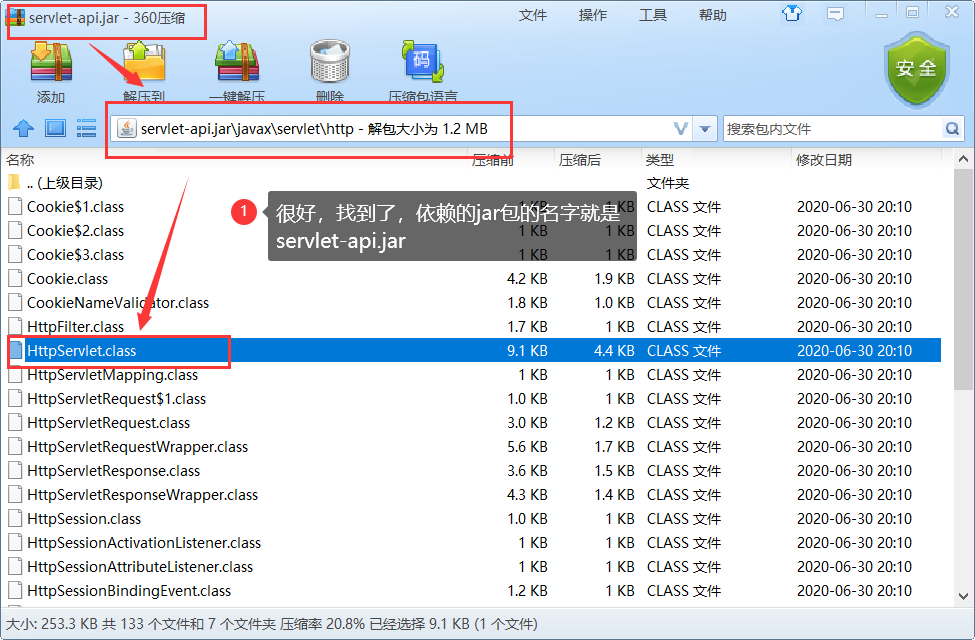 servlet-api.jar - 360压缩
文件 操作 工具 帮助
添加 解压到 一键解压 删除 压缩包语言
码
安全
servlet-api.jar\javax\servlet\http - 解包大小为 1.2 MB
搜索包内文件
名称 压缩前 压缩后 类型 修改日期
.. (上级目录) 文件夹
Cookie$1.class 1 KB 1 KB CLASS 文件 2020-06-30 20:10
Cookie$2.class 1 KB 1 KB CLASS 文件 2020-06-30 20:10
Cookie$3.class 1 KB 1 KB CLASS 文件 2020-06-30 20:10
1
很好，找到了，依赖的jar包的名字就是
servlet-api.jar
Cookie.class 4.2 KB 1.9 KB CLASS 文件 2020-06-30 20:10
CookieNameValidator.class 1.8 KB 1.0 KB CLASS 文件 2020-06-30 20:10
HttpFilter.class 1.7 KB 1 KB CLASS 文件 2020-06-30 20:10
HttpServlet.class 9.1 KB 4.4 KB CLASS 文件 2020-06-30 20:10
HttpServletMapping.class 1 KB 1 KB CLASS 文件 2020-06-30 20:10
HttpServletRequest$1.class 1.0 KB 1 KB CLASS 文件 2020-06-30 20:10
HttpServletRequest.class 3.0 KB 1.2 KB CLASS 文件 2020-06-30 20:10
HttpServletRequestWrapper.class 5.6 KB 1.7 KB CLASS 文件 2020-06-30 20:10
HttpServletResponse.class 3.6 KB 1.5 KB CLASS 文件 2020-06-30 20:10
HttpServletResponseWrapper.class 4.3 KB 1.4 KB CLASS 文件 2020-06-30 20:10
HttpSession.class 1.0 KB 1 KB CLASS 文件 2020-06-30 20:10
HttpSessionActivationListener.class 1 KB 1 KB CLASS 文件 2020-06-30 20:10
HttpSessionAttributeListener.class 1 KB 1 KB CLASS 文件 2020-06-30 20:10
HttpSessionBindingEvent.class 1.2 KB 1 KB CLASS 文件 2020-06-30 20:10
大小: 253.3 KB 共 133 个文件和 7 个文件夹 压缩率 20.8% 已经选择 9.1 KB (1 个文件)